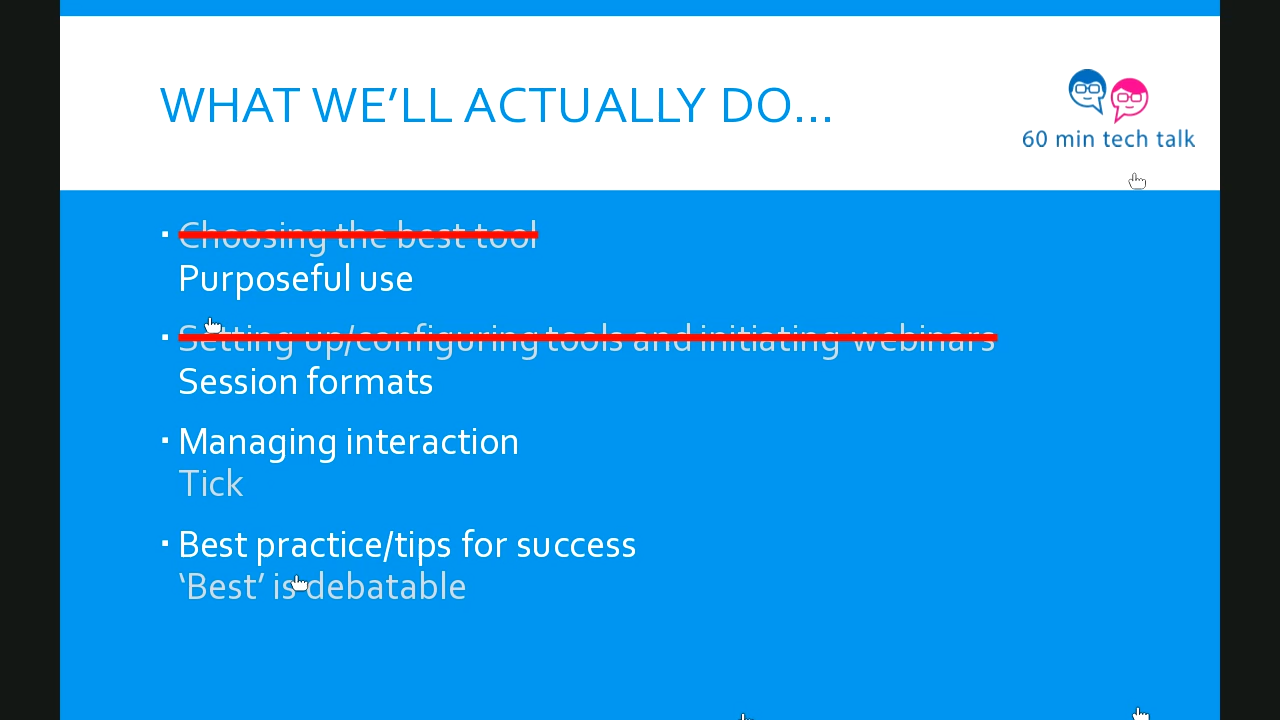 WHAT WE'LL ACTUALLY DO...
60 min tech talk
▪ Choosing the best tool
Purposeful use
▪ Setting up/configuring tools and initiating webinars
Session formats
▪ Managing interaction
Tick
▪ Best practice/tips for success
‘Best’ is debatable